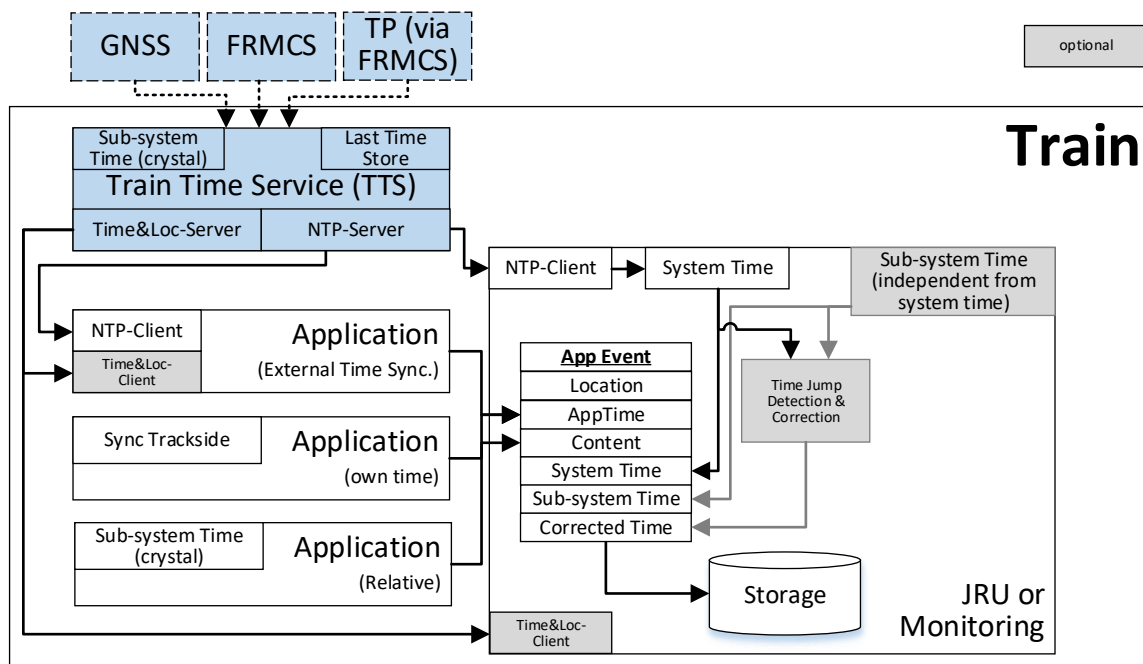 GNSS
FRMCS
TP (via
FRMCS)
optional
Train
Sub-system
Time (crystal)
Last Time
Store
Train Time Service (TTS)
Time&Loc-Server
NTP-Server
NTP-Client
System Time
Sub-system Time
(independent from
system time)
NTP-Client
Time&Loc-
Client
Application
(External Time Sync.)
Sync Trackside
Application
(own time)
Sub-system Time
(crystal)
Application
(Relative)
App Event
Location
AppTime
Content
System Time
Sub-system Time
Corrected Time
Time Jump
Detection &
Correction
Storage
Time&Loc-
Client
JRU or
Monitoring